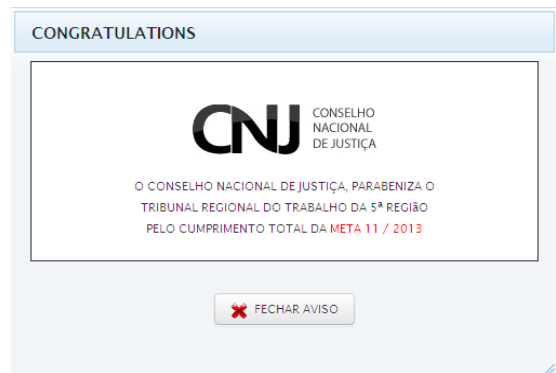 CONGRATULATIONS
CNJ
CONSELHO
NACIONAL
DE JUSTIÇA
O CONSELHO NACIONAL DE JUSTIÇA, PARABENIZA O
TRIBUNAL REGIONAL DO TRABALHO DA 5ª REGIãO
PELO CUMPRIMENTO TOTAL DA META 11 / 2013
FECHAR AVISO